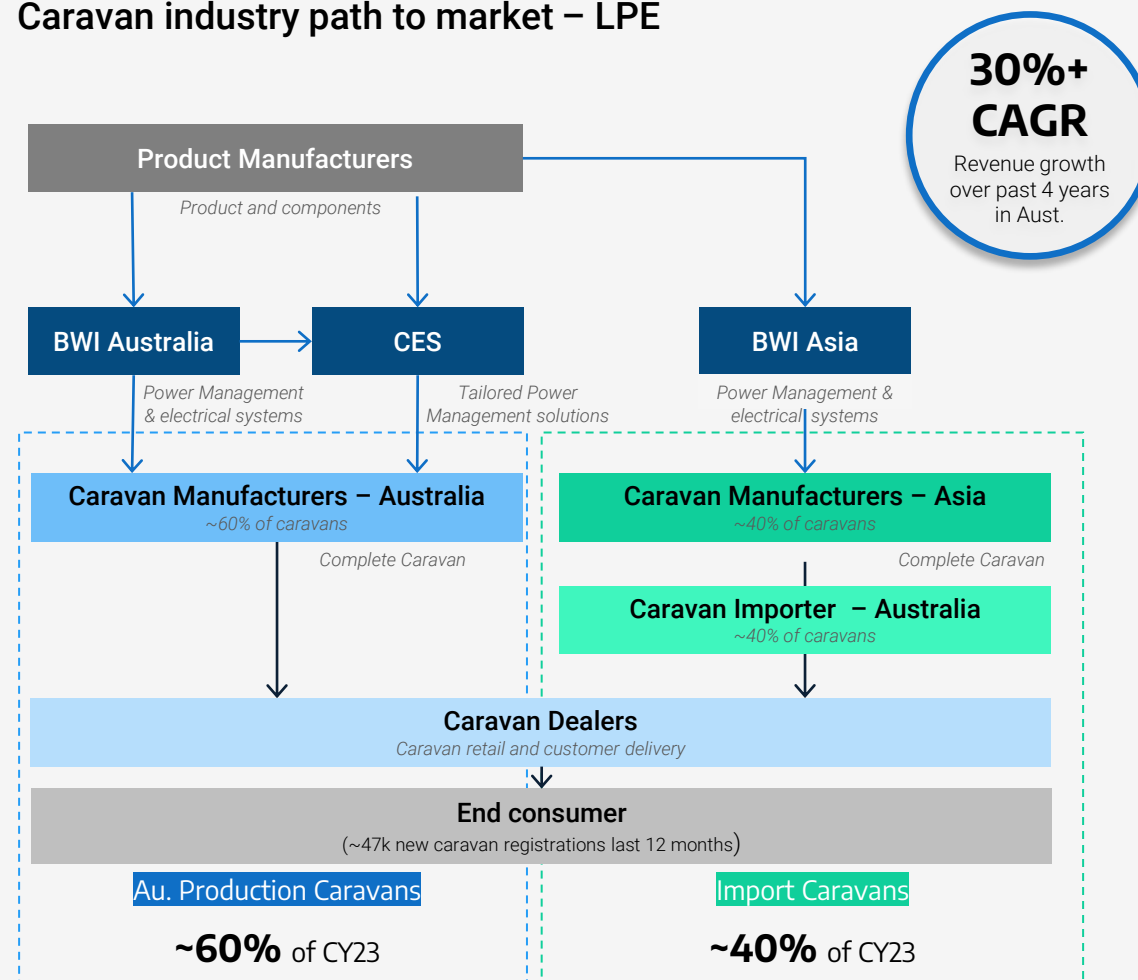 Caravan industry path to market – LPE
30%+
CAGR
Revenue growth
over past 4 years
in Aust.
Product Manufacturers
Product and components
BWI Australia
CES
BWI Asia
Power Management
& electrical systems
Tailored Power
Management solutions
Power Management &
electrical systems
Caravan Manufacturers – Australia
~60% of caravans
Caravan Manufacturers – Asia
~40% of caravans
Complete Caravan
Complete Caravan
Caravan Importer – Australia
~40% of caravans
Caravan Dealers
Caravan retail and customer delivery
End consumer
(~47k new caravan registrations last 12 months)
Au. Production Caravans
Import Caravans
~60% of CY23
~40% of CY23